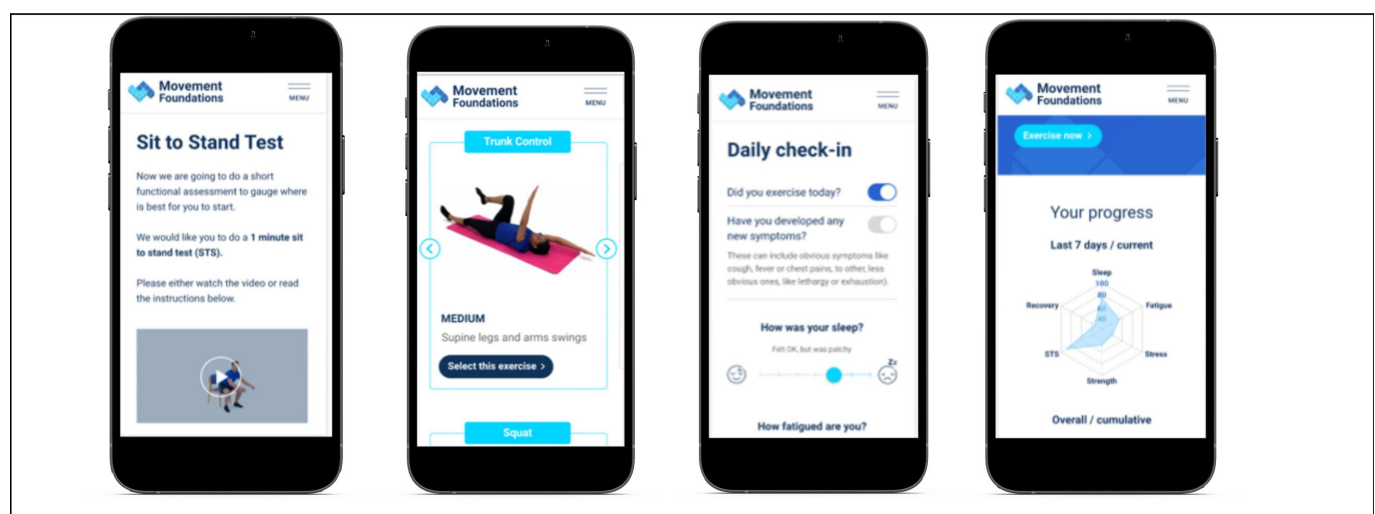 Movement
Foundations
MENU
Sit to Stand Test
Now we are going to do a short
functional assessment to gauge where
is best for you to start.
We would like you to do a 1 minute sit
to stand test (STS).
Please either watch the video or read
the instructions below.
Movement
Foundations
MENU
Trunk Control
MEDIUM
Supine legs and arms swings
Select this exercise >
Squat
Movement
Foundations
MENU
Daily check-in
Did you exercise today?
Have you developed any
new symptoms?
These can include obvious symptoms like
cough, fever or chest pains, to other, less
obvious ones, like lethargy or exhaustion).
How was your sleep?
Felt OK, but was patchy
Zz
How fatigued are you?
Movement
Foundations
MENU
Exercise now >
Your progress
Last 7 days / current
Sleep
100
80
60
40
Recovery
Fatigue
STS
Stress
Strength
Overall / cumulative